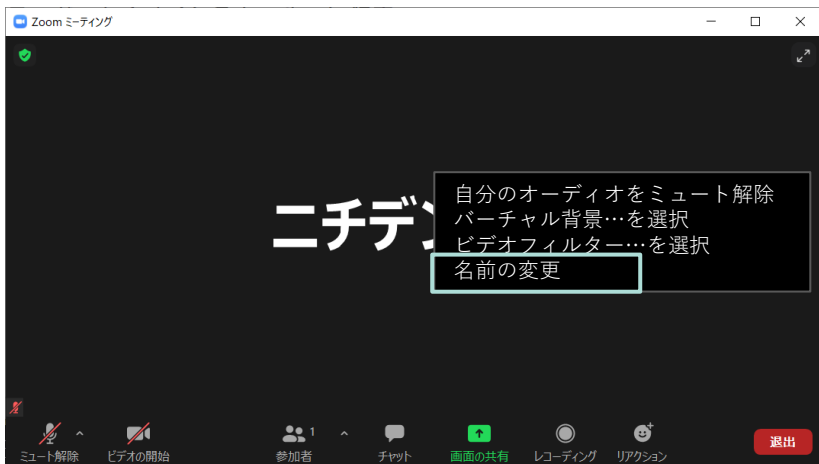 Zoom ミーティング
ニチデン
自分のオーディオをミュート解除
バーチャル背景…を選択
ビデオフィルター…を選択
名前の変更
1
ミュート解除
ビデオの開始
参加者
チャット
画面の共有
レコーディング
リアクション
退出